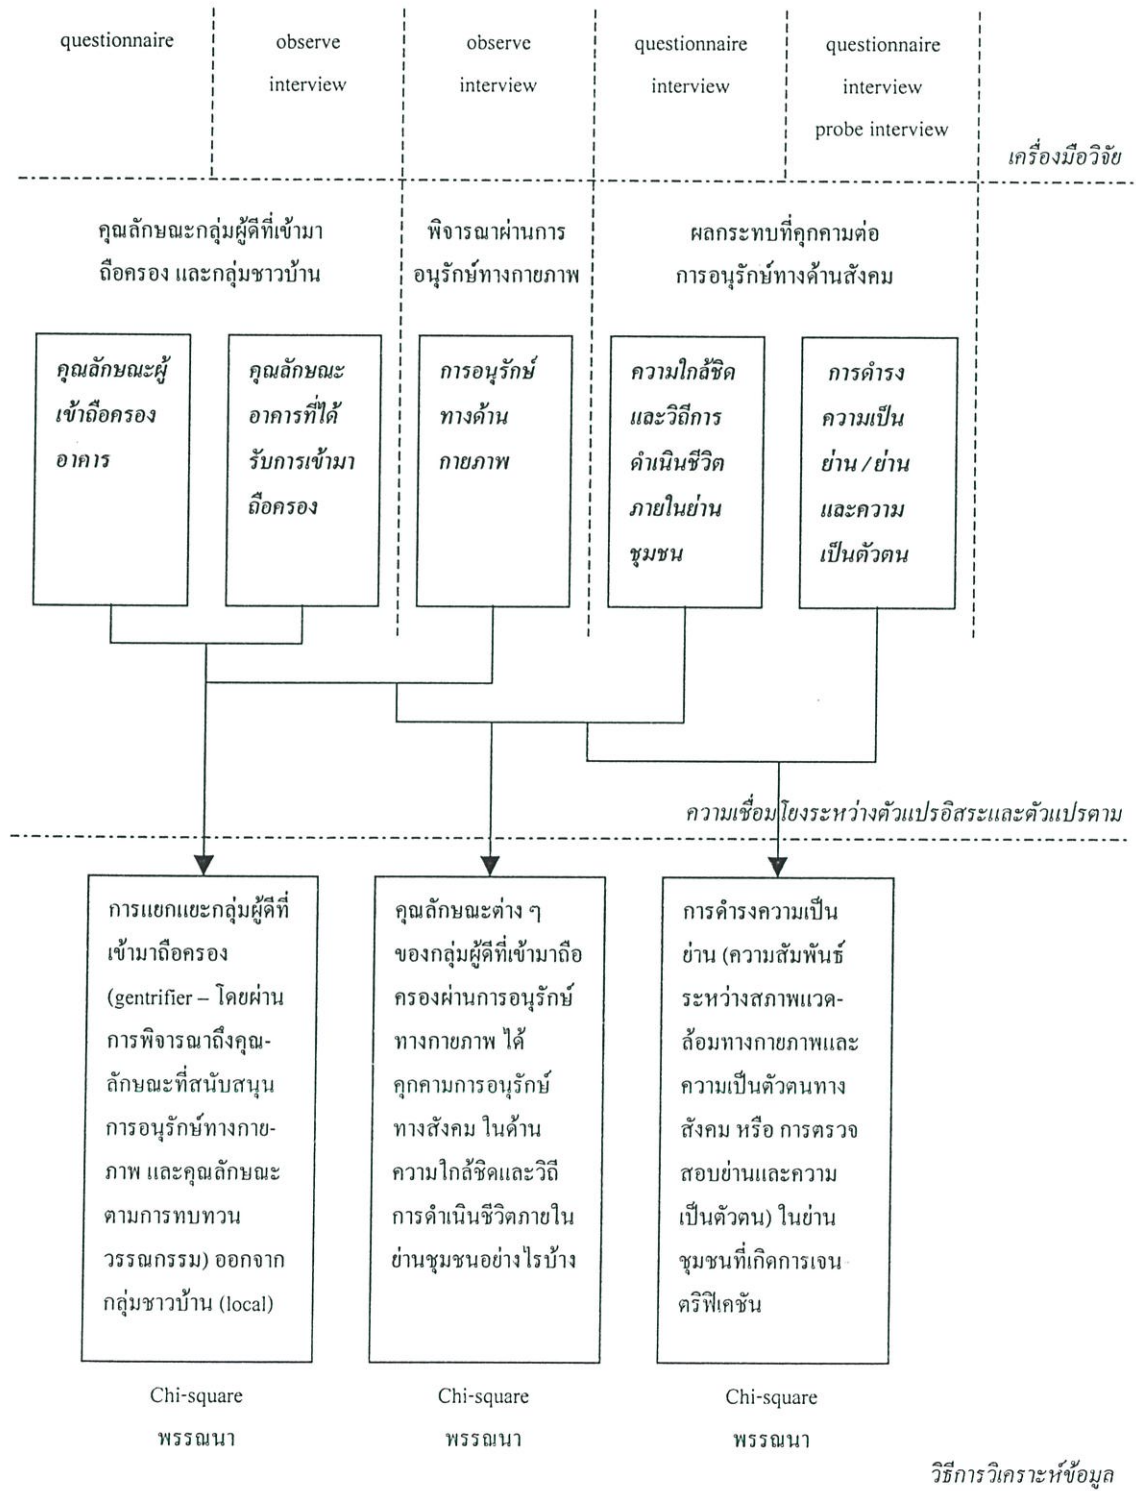 questionnaire
observe
interview
observe
interview
questionnaire
interview
questionnaire
interview
probe interview
เครื่องมือวิจัย
คุณลักษณะกลุ่มผู้ดีที่เข้ามา
ถือครอง และกลุ่มชาวบ้าน
พิจารณาผ่านการ
อนุรักษ์ทางกายภาพ
ผลกระทบที่คุกคามต่อ
การอนุรักษ์ทางด้านสังคม
คุณลักษณะผู้
เข้าถือครอง
อาคาร
คุณลักษณะ
อาคารที่ได้
รับการเข้ามา
ถือครอง
การอนุรักษ์
ทางด้าน
กายภาพ
ความใกล้ชิด
และวิถีการ
ดำเนินชีวิต
ภายในย่าน
ชุมชน
การดำรง
ความเป็น
ย่าน / ย่าน
และความ
เป็นตัวตน
ความเชื่อมโยงระหว่างตัวแปรอิสระและตัวแปรตาม
การแยกแยะกลุ่มผู้ดีที่
เข้ามาถือครอง
(gentrifier – โดยผ่าน
การพิจารณาถึงคุณ-
ลักษณะที่สนับสนุน
การอนุรักษ์ทางกาย-
ภาพ และคุณลักษณะ
ตามการทบทวน
วรรณกรรม) ออกจาก
กลุ่มชาวบ้าน (local)
คุณลักษณะต่าง ๆ
ของกลุ่มผู้ดีที่เข้ามาถือ
ครองผ่านการอนุรักษ์
ทางกายภาพ ได้
คุกคามการอนุรักษ์
ทางสังคม ในด้าน
ความใกล้ชิดและวิถี
การดำเนินชีวิตภายใน
ย่านชุมชนอย่างไรบ้าง
การดำรงความเป็น
ย่าน (ความสัมพันธ์
ระหว่างสภาพแวด-
ล้อมทางกายภาพและ
ความเป็นตัวตนทาง
สังคม หรือ การตรวจ
สอบย่านและความ
เป็นตัวตน) ในย่าน
ชุมชนที่เกิดการเจน
ตริฟิเคชัน
Chi-square
พรรณนา
Chi-square
พรรณนา
Chi-square
พรรณนา
วิธีการวิเคราะห์ข้อมูล